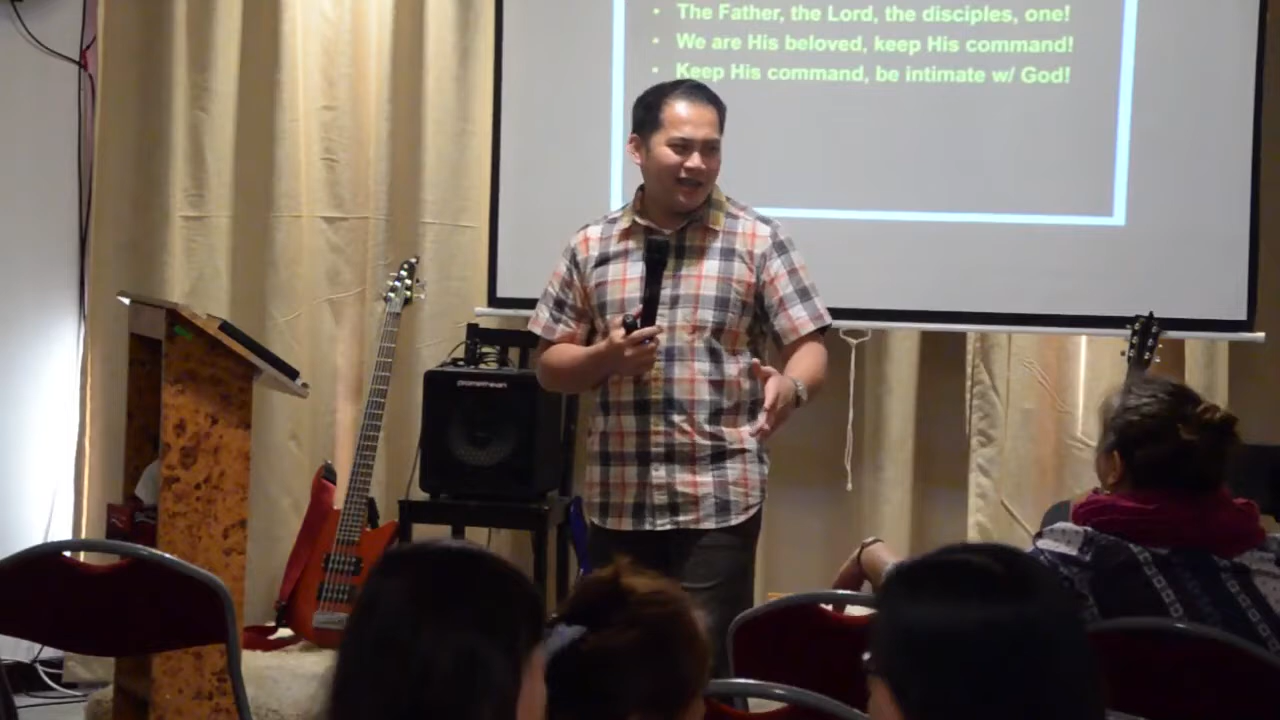 • The Father, the Lord, the disciples, one!
• We are His beloved, keep His command!
• Keep His command, be intimate w/ God!
promethean